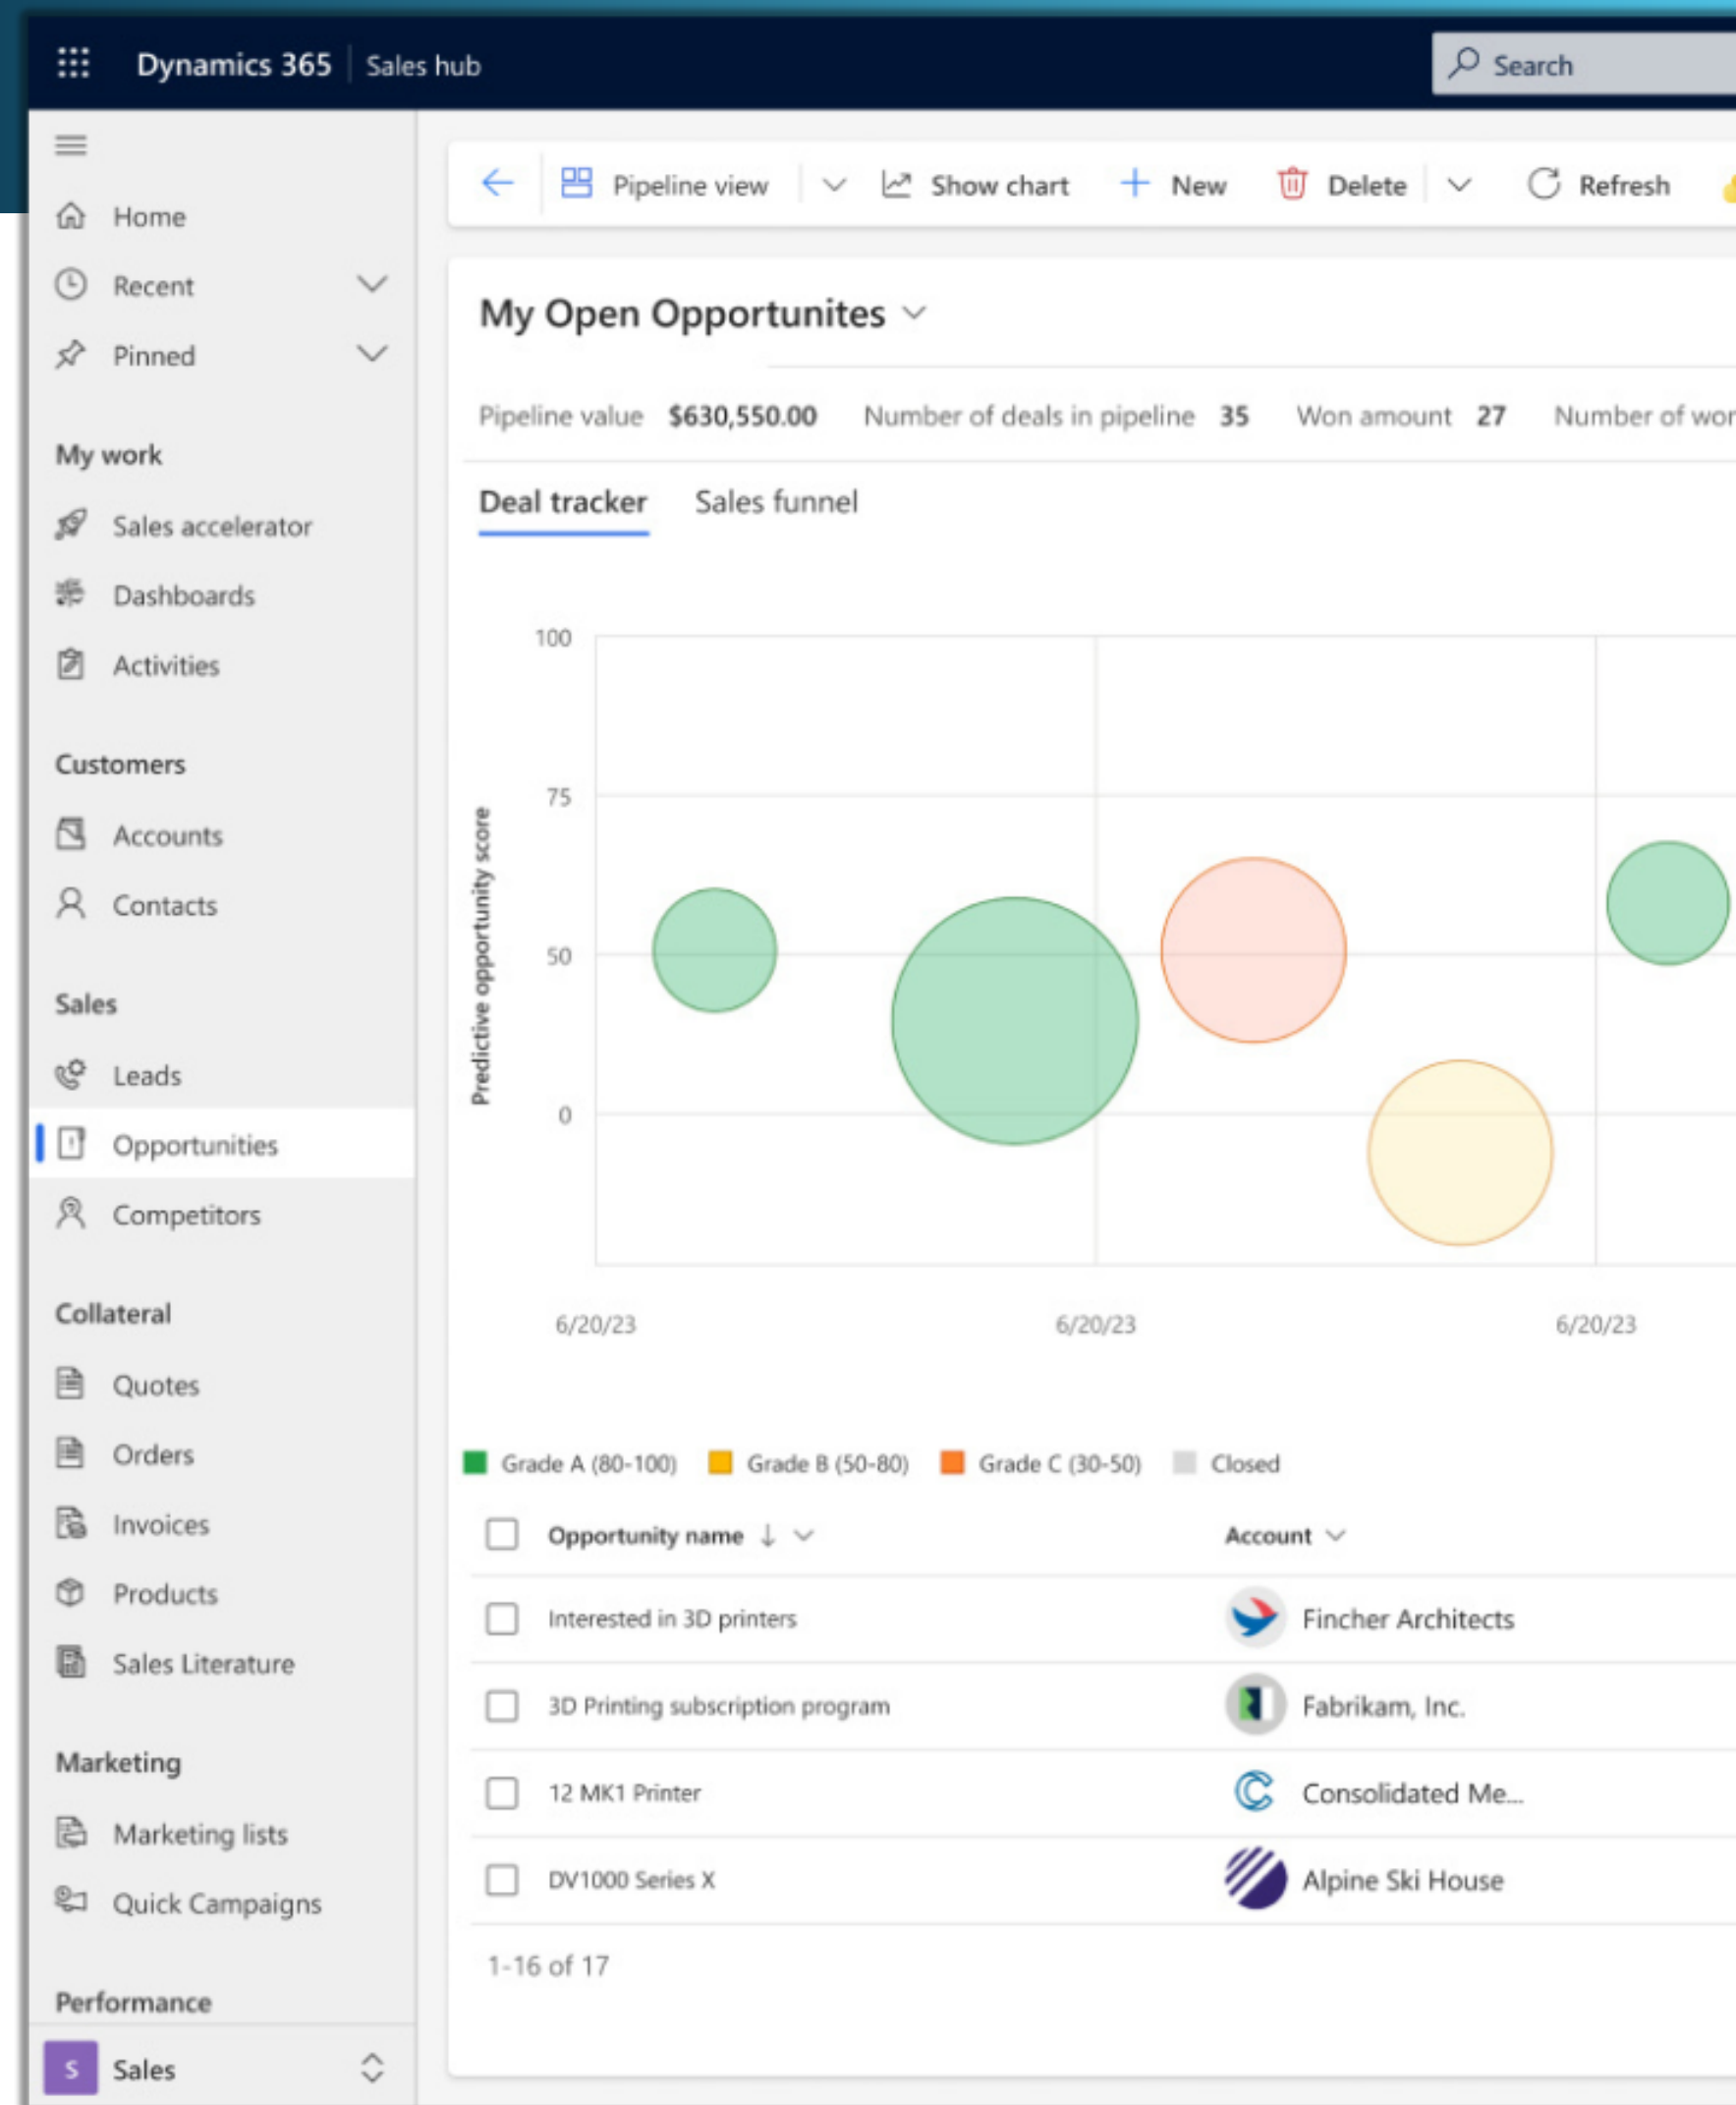 Dynamics 365 Sales hub
Search
Home
Recent
Pinned
My work
Sales accelerator
Dashboards
Activities
Customers
Accounts
Contacts
Sales
Leads
Opportunities
Competitors
Collateral
Quotes
Orders
Invoices
Products
Sales Literature
Marketing
Marketing lists
Quick Campaigns
Performance
S Sales
Pipeline view Show chart New Delete Refresh
My Open Opportunites
Pipeline value $630,550.00 Number of deals in pipeline 35 Won amount 27 Number of
Deal tracker Sales funnel
Predictive opportunity score
100
75
50
0
6/20/23 6/20/23 6/20/23
Grade A (80-100) Grade B (50-80) Grade C (30-50) Closed
Opportunity name Account
Interested in 3D printers Fincher Architects
3D Printing subscription program Fabrikam, Inc.
12 MK1 Printer Consolidated Me...
DV1000 Series X Alpine Ski House
1-16 of 17